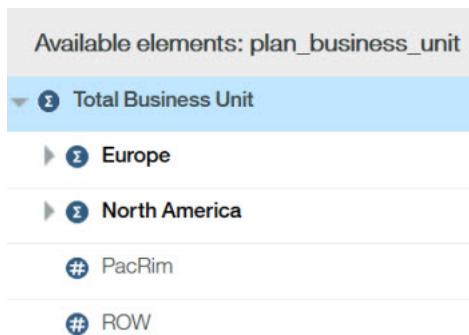 Available elements: plan_business_unit
Total Business Unit
Europe
North America
PacRim
ROW